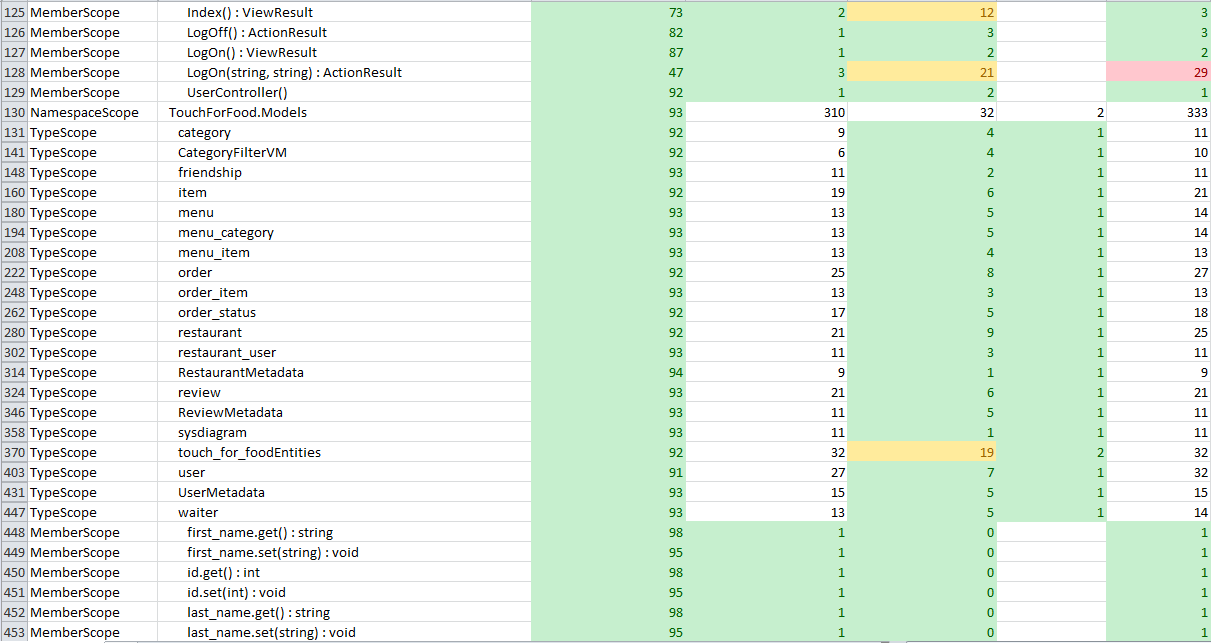 125 MemberScope Index() : ViewResult 73 2 12 3
126 MemberScope LogOff() : ActionResult 82 1 3 3
127 MemberScope LogOn() : ViewResult 87 1 2 2
128 MemberScope LogOn(string, string) : ActionResult 47 3 21 29
129 MemberScope UserController() 92 1 2 1
130 NamespaceScope TouchForFood.Models 93 310 32 2 333
131 TypeScope category 92 9 4 1 11
141 TypeScope CategoryFilterVM 92 6 4 1 10
148 TypeScope friendship 93 11 2 1 11
160 TypeScope item 92 19 6 1 21
180 TypeScope menu 93 13 5 1 14
194 TypeScope menu_category 93 13 5 1 14
208 TypeScope menu_item 93 13 4 1 13
222 TypeScope order 92 25 8 1 27
248 TypeScope order_item 93 13 3 1 13
262 TypeScope order_status 92 17 5 1 18
280 TypeScope restaurant 92 21 9 1 25
302 TypeScope restaurant_user 93 11 3 1 11
314 TypeScope RestaurantMetadata 94 9 1 1 9
324 TypeScope review 93 21 6 1 21
346 TypeScope ReviewMetadata 93 11 5 1 11
358 TypeScope sysdiagram 93 11 1 1 11
370 TypeScope touch_for_foodEntities 92 32 19 2 32
403 TypeScope user 91 27 7 1 32
431 TypeScope UserMetadata 93 15 5 1 15
447 TypeScope waiter 93 13 5 1 14
448 MemberScope first_name.get() : string 98 1 0 1
449 MemberScope first_name.set(string) : void 95 1 0 1
450 MemberScope id.get() : int 98 1 0 1
451 MemberScope id.set(int) : void 95 1 0 1
452 MemberScope last_name.get() : string 98 1 0 1
453 MemberScope last_name.set(string) : void 95 1 0 1